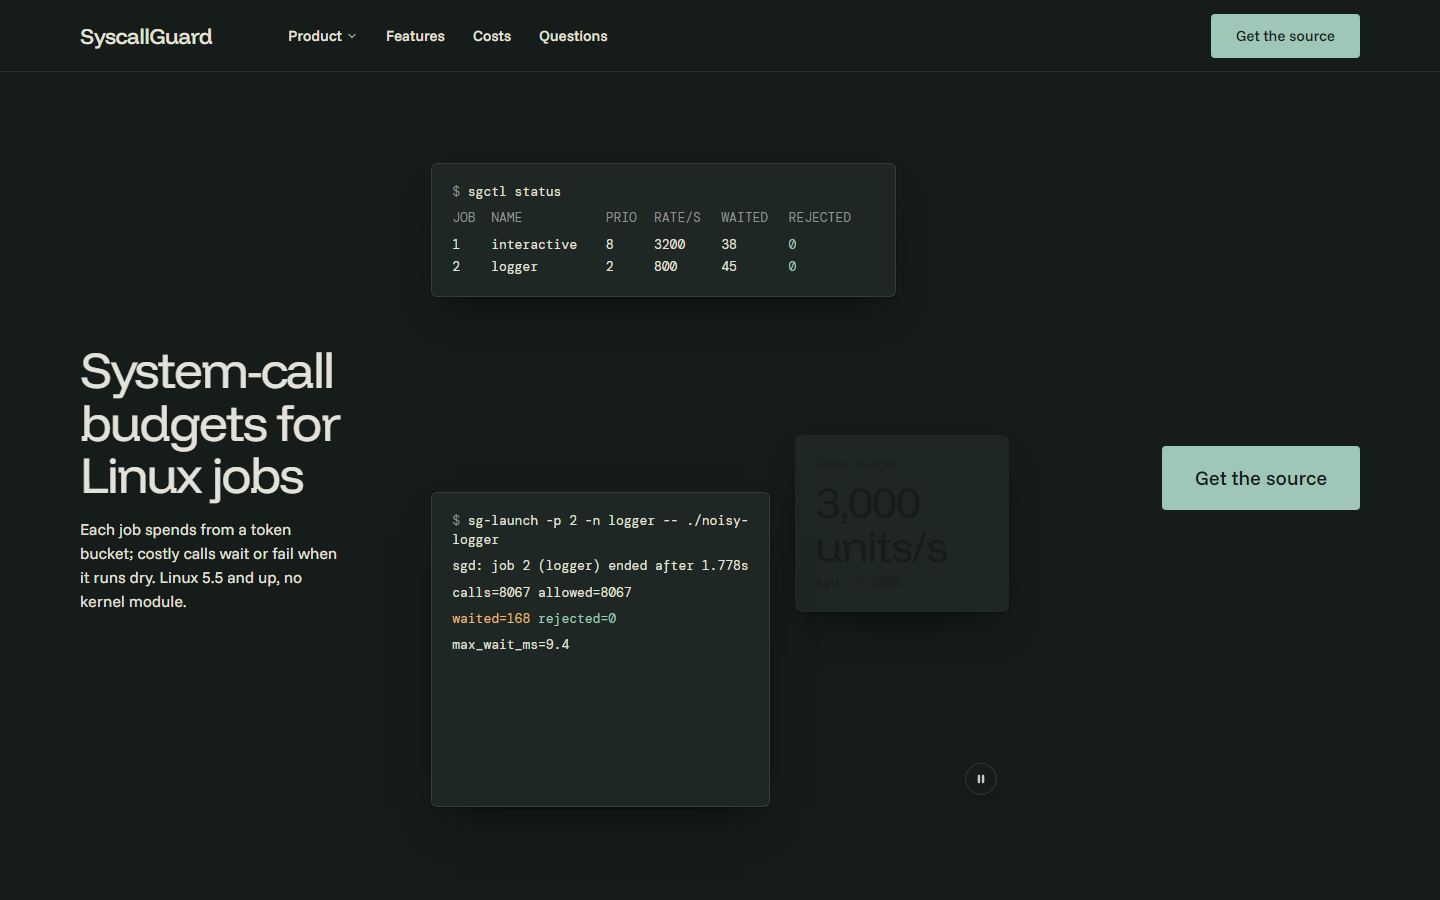 SyscallGuard
Product
Features
Costs
Questions
Get the source
$ sgctl status
JOB NAME PRIO RATE/S WAITED REJECTED
1 interactive 8 3200 38 0
2 logger 2 800 45 0
System-call
budgets for
Linux jobs
Each job spends from a token
bucket; costly calls wait or fail when
it runs dry. Linux 5.5 and up, no
kernel module.
$ sg-launch -p 2 -n logger -- ./noisy-
logger
sgd: job 2 (logger) ended after 1.778s
calls=8067 allowed=8067
waited=168 rejected=0
max_wait_ms=9.4
Global budget
3,000
units/s
sgd -r 3000
Get the source